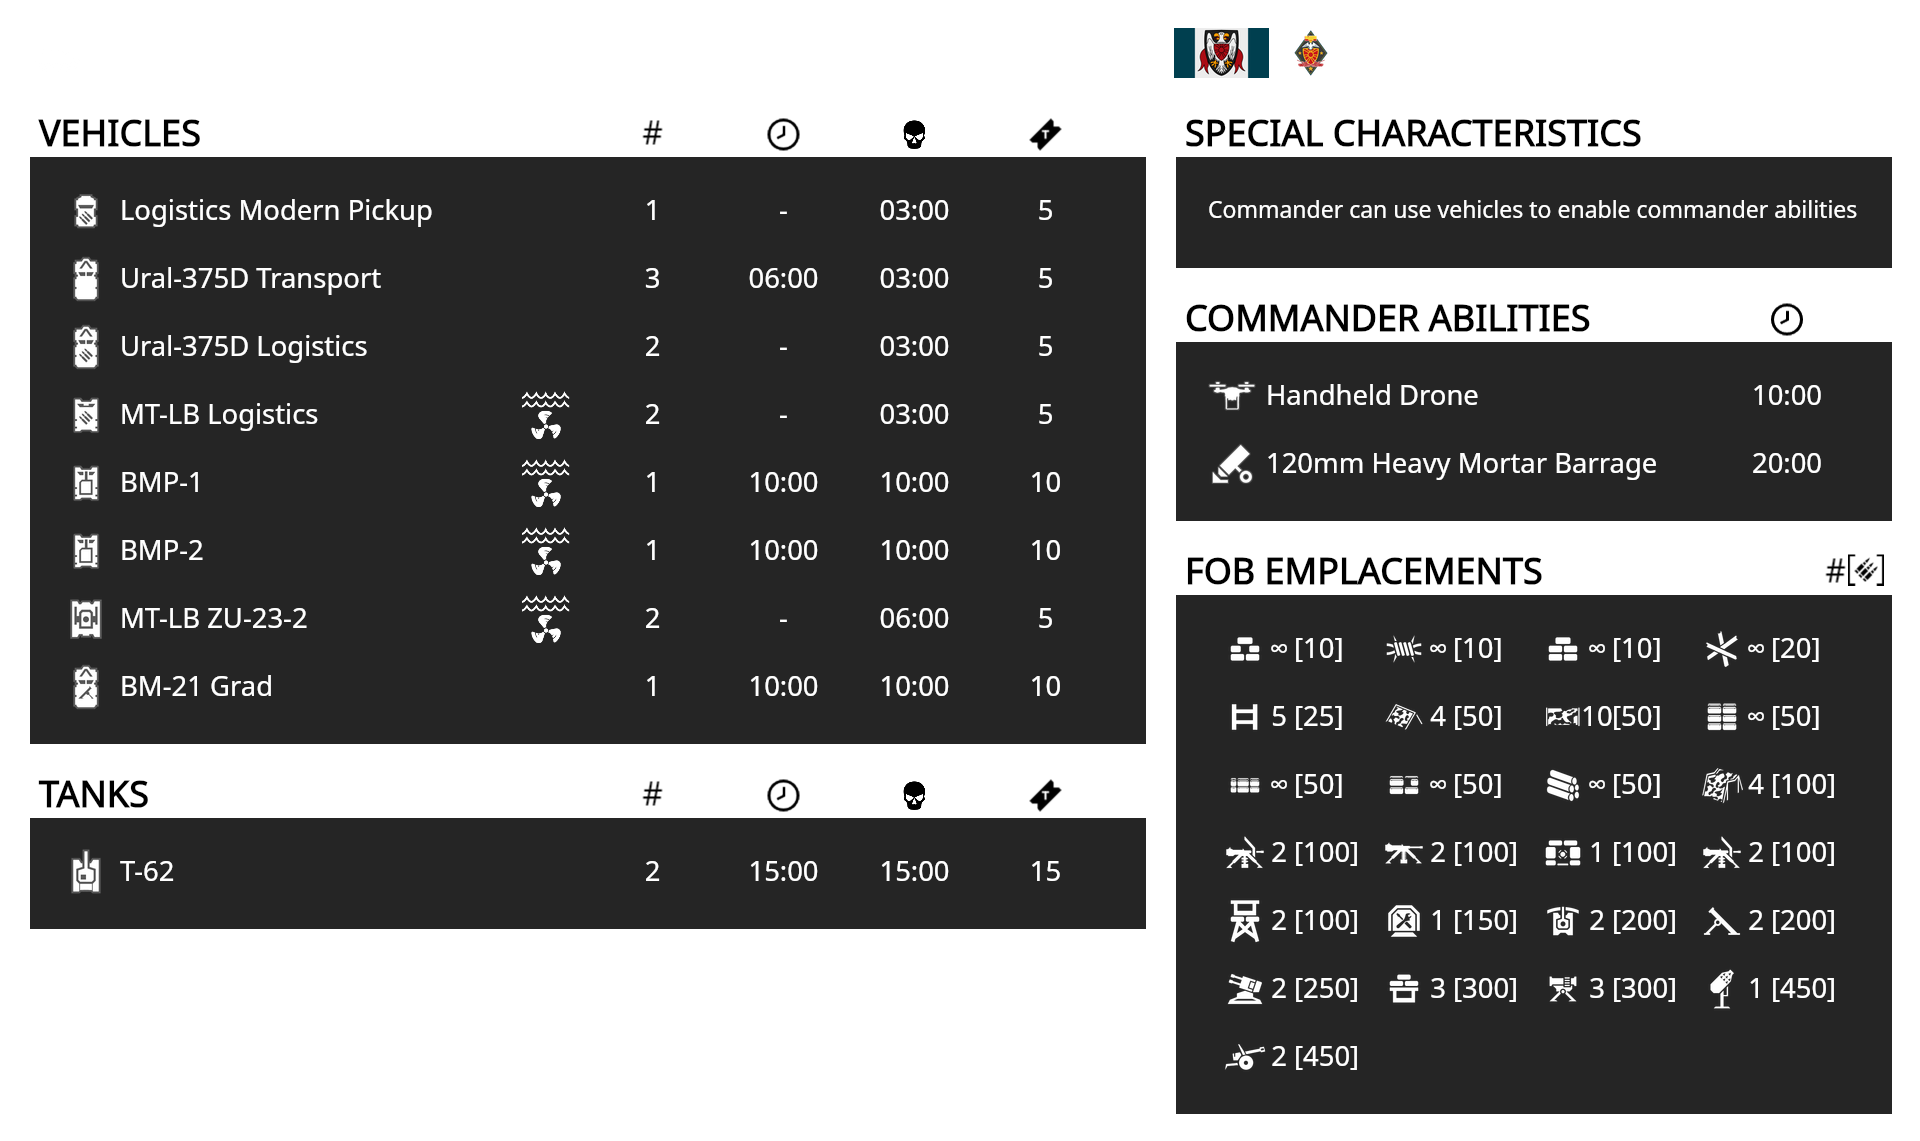 VEHICLES #
Logistics Modern Pickup 1 - 03:00 5
Ural-375D Transport 3 06:00 03:00 5
Ural-375D Logistics 2 - 03:00 5
MT-LB Logistics 2 - 03:00 5
BMP-1 1 10:00 10:00 10
BMP-2 1 10:00 10:00 10
MT-LB ZU-23-2 2 - 06:00 5
BM-21 Grad 1 10:00 10:00 10
TANKS #
T-62 2 15:00 15:00 15
SPECIAL CHARACTERISTICS
Commander can use vehicles to enable commander abilities
COMMANDER ABILITIES
Handheld Drone 10:00
120mm Heavy Mortar Barrage 20:00
FOB EMPLACEMENTS #[]
∞ [10] ∞ [10] ∞ [10] ∞ [20]
5 [25] 4 [50] 10[50] ∞ [50]
∞ [50] ∞ [50] ∞ [50] 4 [100]
2 [100] 2 [100] 1 [100] 2 [100]
2 [100] 1 [150] 2 [200] 2 [200]
2 [250] 3 [300] 3 [300] 1 [450]
2 [450]